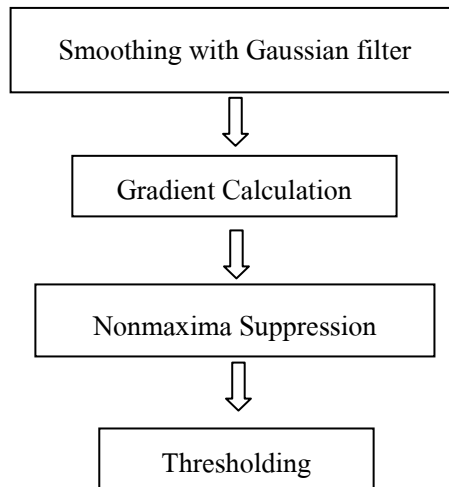 Smoothing with Gaussian filter
Gradient Calculation
Nonmaxima Suppression
Thresholding